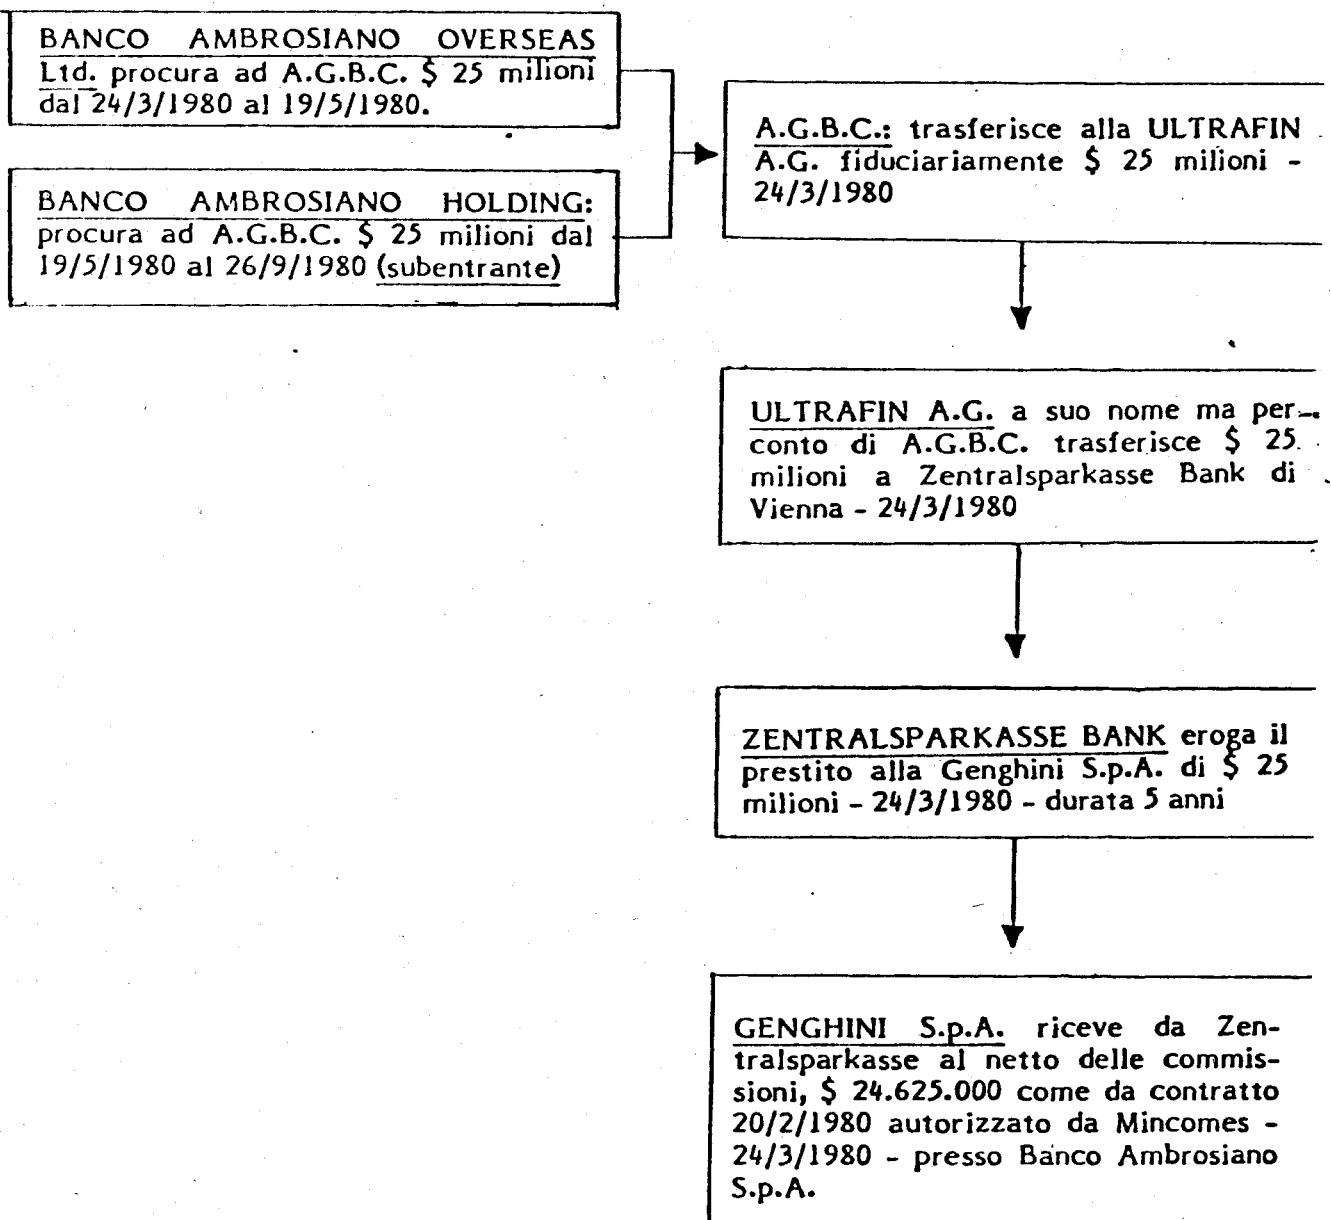 BANCO AMBROSIANO OVERSEAS
Ltd. procura ad A.G.B.C. $ 25 milioni
dal 24/3/1980 al 19/5/1980.
BANCO AMBROSIANO HOLDING:
procura ad A.G.B.C. $ 25 milioni dal
19/5/1980 al 26/9/1980 (subentrante)
A.G.B.C.: trasferisce alla ULTRAFIN
A.G. fiduciariamente $ 25 milioni -
24/3/1980
ULTRAFIN A.G. a suo nome ma per
conto di A.G.B.C. trasferisce $ 25
milioni a Zentralsparkasse Bank di
Vienna - 24/3/1980
ZENTRALSPARKASSE BANK eroga il
prestito alla Genghini S.p.A. di $ 25
milioni - 24/3/1980 - durata 5 anni
GENGHINI S.p.A. riceve da Zen-
tralsparkasse al netto delle commis-
sioni, $ 24.625.000 come da contratto
20/2/1980 autorizzato da Mincomes -
24/3/1980 - presso Banco Ambrosiano
S.p.A.